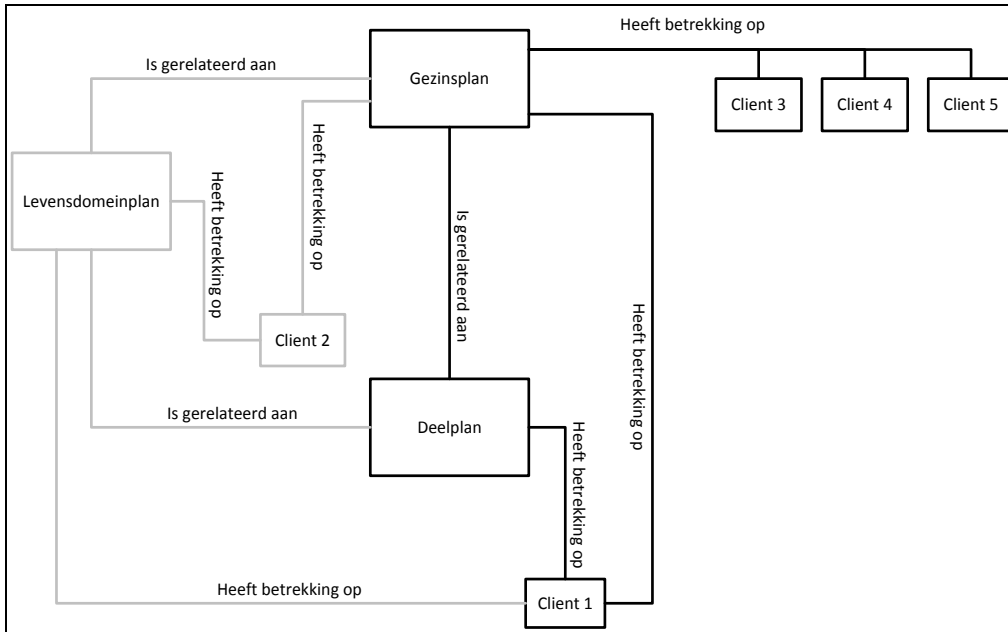 Heeft betrekking op
Is gerelateerd aan
Gezinsplan
Client 3
Client 4
Client 5
Heeft betrekking op
Levensdomeinplan
Heeft betrekking op
Is gerelateerd aan
Heeft betrekking op
Client 2
Is gerelateerd aan
Deelplan
Heeft betrekking op
Heeft betrekking op
Client 1